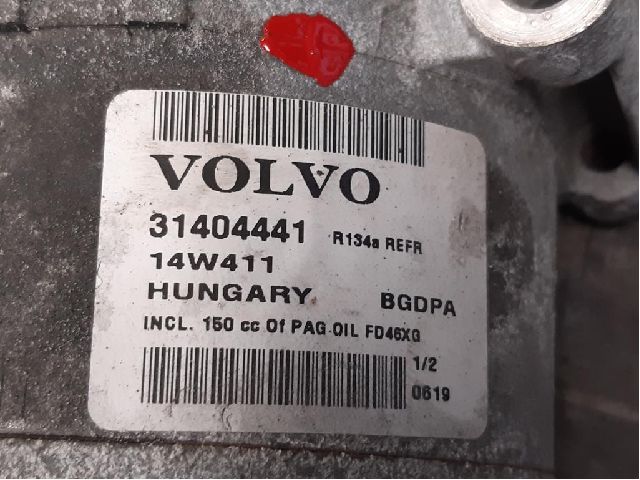 VOLVO
31404441 R134a REFR
14W411
HUNGARY BGDPA
INCL. 150 cc Of PAG OIL FD46XG
1/2
0619